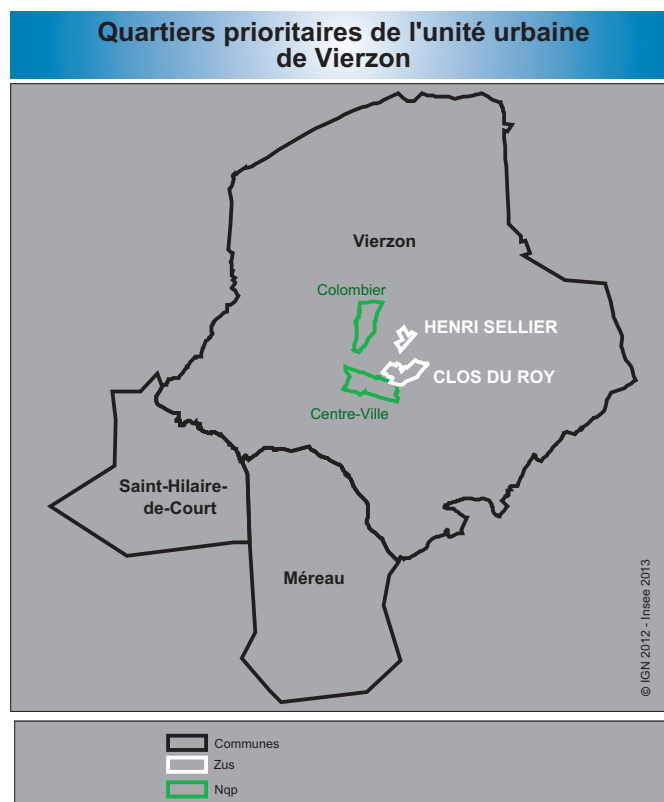 Quartiers prioritaires de l'unité urbaine
de Vierzon
Vierzon
Colombier
HENRI SELLIER
CLOS DU ROY
Centre-Ville
Saint-Hilaire-
de-Court
Méreau
© IGN 2012 - Insee 2013
Communes
Zus
Nqp